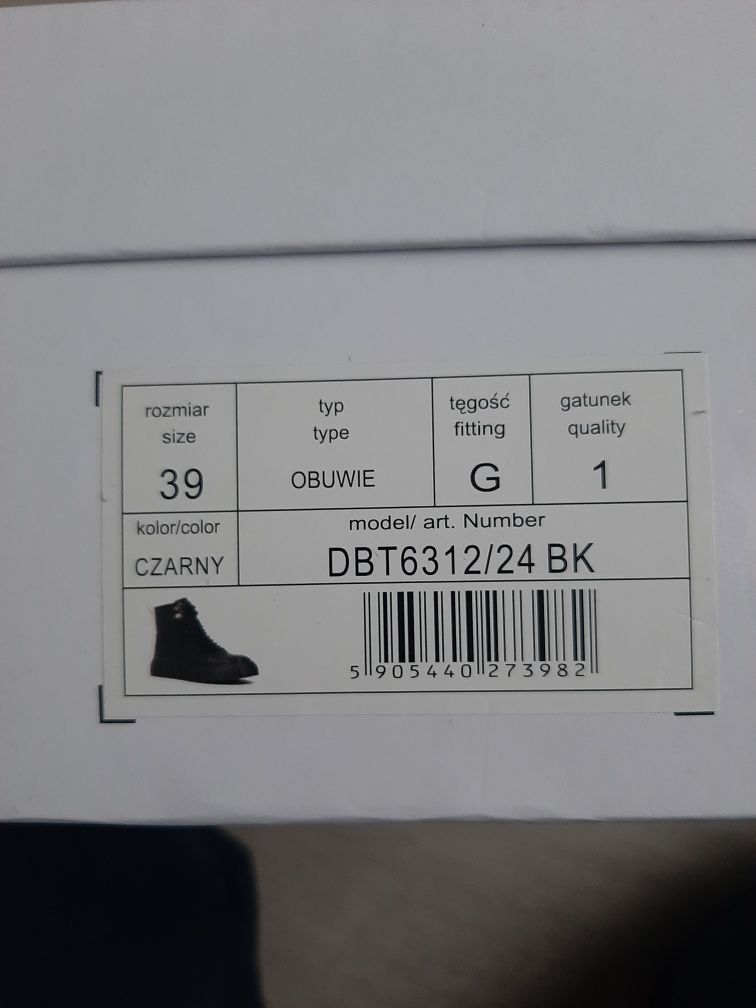 rozmiar
size
39
typ
type
OBUWIE
tęgość
fitting
G
gatunek
quality
1
kolor/color
CZARNY
model/ art. Number
DBT6312/24 BK
5 905440 273982